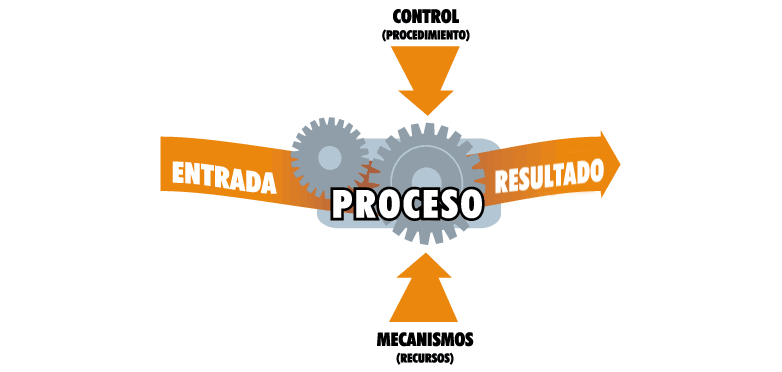 CONTROL
(PROCEDIMIENTO)
ENTRADA
PROCESO
RESULTADO
MECANISMOS
(RECURSOS)